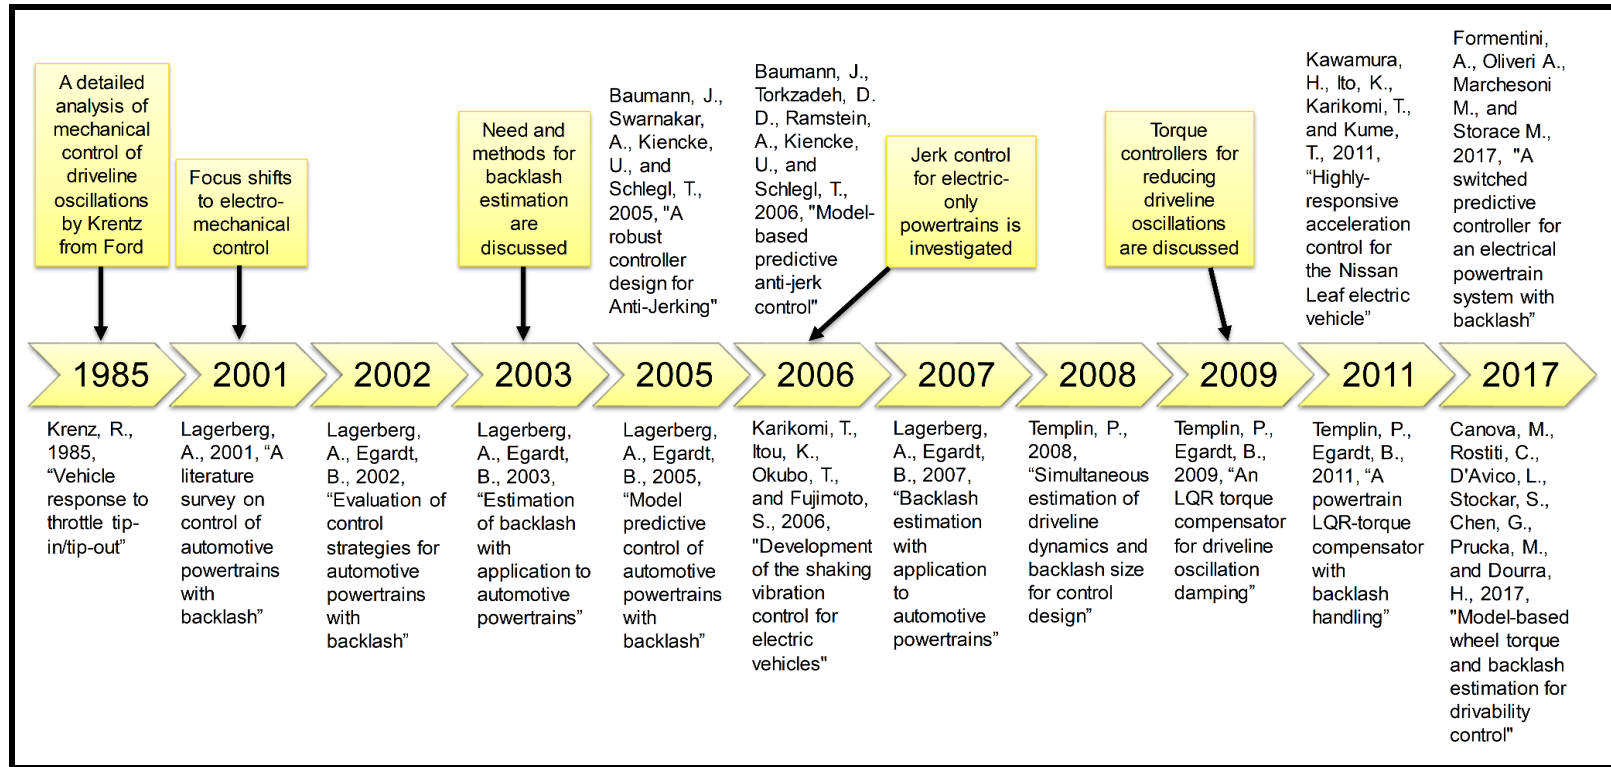 A detailed
analysis of
mechanical
control of
driveline
oscillations
by Krentz
from Ford
Focus shifts
to electro-
mechanical
control
Need and
methods for
backlash
estimation
are
discussed
Baumann, J.,
Swarnakar,
A., Kiencke,
U., and
Schlegl, T.,
2005, "A
robust
controller
design for
Anti-Jerking"
Baumann, J.,
Torkzadeh, D.
D., Ramstein,
A., Kiencke,
U., and
Schlegl, T.,
2006, "Model-
based
predictive
anti-jerk
control"
Jerk control
for electric-
only
powertrains is
investigated
Torque
controllers for
reducing
driveline
oscillations
are discussed
Kawamura,
H., Ito, K.,
Karikomi, T.,
and Kume,
T., 2011,
“Highly-
responsive
acceleration
control for
the Nissan
Leaf electric
vehicle”
Formentini,
A., Oliveri A.,
Marchesoni
M., and
Storace M.,
2017, "A
switched
predictive
controller for
an electrical
powertrain
system with
backlash”
1985
2001
2002
2003
2005
2006
2007
2008
2009
2011
2017
Krenz, R.,
1985,
“Vehicle
response to
throttle tip-
in/tip-out”
Lagerberg,
A., 2001, “A
literature
survey on
control of
automotive
powertrains
with
backlash”
Lagerberg,
A., Egardt,
B., 2002,
“Evaluation of
control
strategies for
automotive
powertrains
with
backlash”
Lagerberg,
A., Egardt,
B., 2003,
“Estimation
of backlash
with
application to
automotive
powertrains”
Lagerberg,
A., Egardt,
B., 2005,
“Model
predictive
control of
automotive
powertrains
with
backlash”
Karikomi, T.,
Itou, K.,
Okubo, T.,
and Fujimoto,
S., 2006,
"Development
of the shaking
vibration
control for
electric
vehicles"
Lagerberg,
A., Egardt,
B., 2007,
“Backlash
estimation
with
application
to
automotive
powertrains”
Templin, P.,
2008,
“Simultaneous
estimation of
driveline
dynamics and
backlash size
for control
design”
Templin, P.,
Egardt, B.,
2009, “An
LQR torque
compensator
for driveline
oscillation
damping”
Templin, P.,
Egardt, B.,
2011, “A
powertrain
LQR-torque
compensator
with
backlash
handling”
Canova, M.,
Rostiti, C.,
D'Avico, L.,
Stockar, S.,
Chen, G.,
Prucka, M.,
and Dourra,
H., 2017,
"Model-based
wheel torque
and backlash
estimation for
drivability
control"